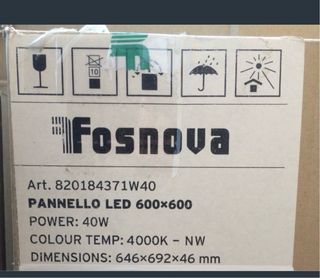 10
Fosnova
Art. 820184371W40
PANNELLO LED 600×600
POWER: 40W
COLOUR TEMP: 4000K – NW
DIMENSIONS: 646×692×46 mm